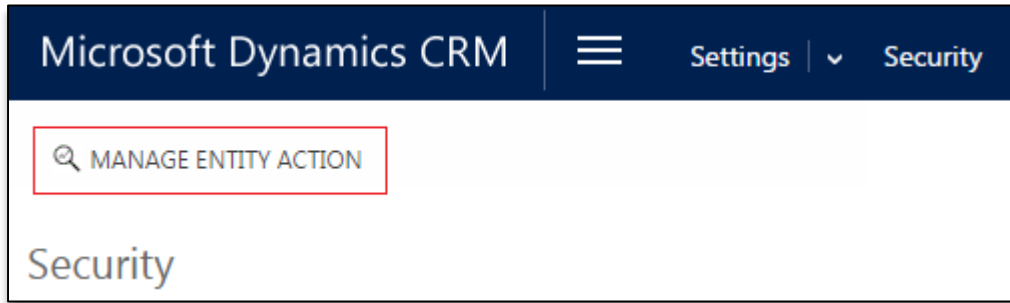 Microsoft Dynamics CRM Settings Security
MANAGE ENTITY ACTION
Security